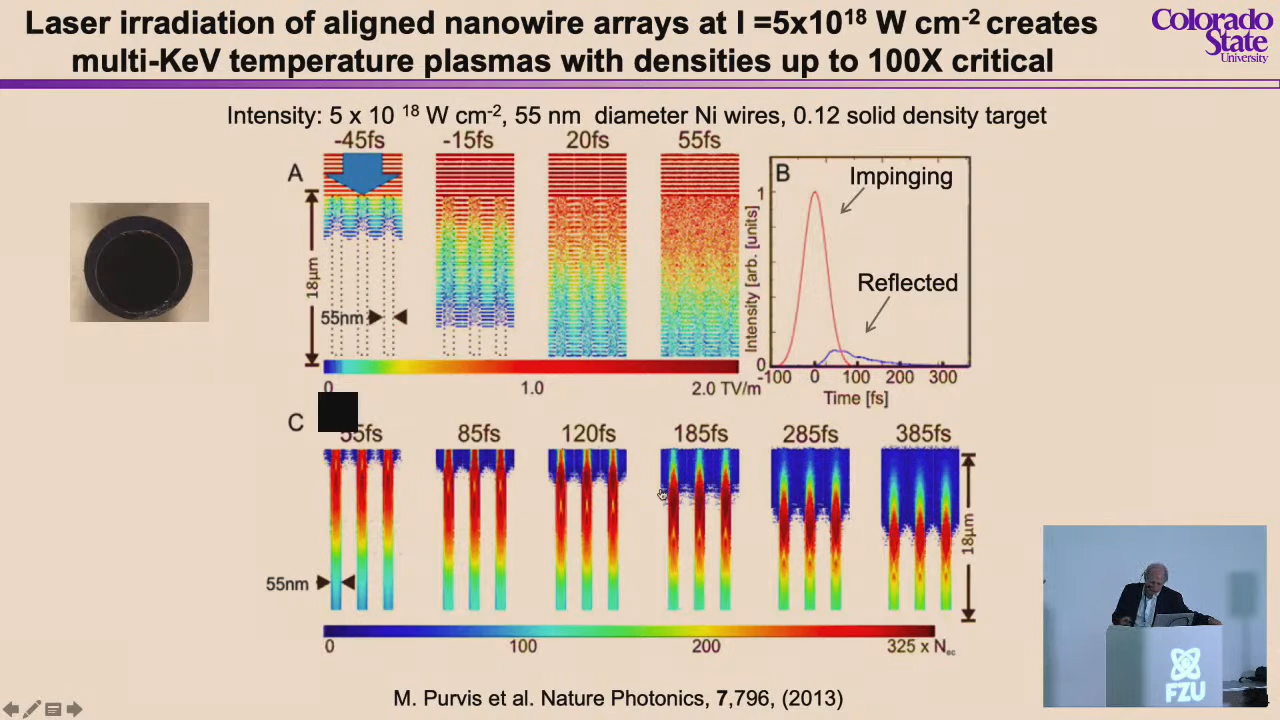 Laser irradiation of aligned nanowire arrays at I =5x10¹⁸ W cm⁻² creates
multi-KeV temperature plasmas with densities up to 100X critical
Colorado
State
University
Intensity: 5 x 10 ¹⁸ W cm⁻², 55 nm diameter Ni wires, 0.12 solid density target
-45fs -15fs 20fs 55fs
A
18μm
55nm
0 1.0 2.0 TV/m
B
Impinging
Reflected
Intensity [arb. [units]
1
0
-100 0 100 200 300
Time [fs]
C
55fs 85fs 120fs 185fs 285fs 385fs
55nm
18μm
0 100 200 325 x Nec
M. Purvis et al. Nature Photonics, 7,796, (2013)
FZU